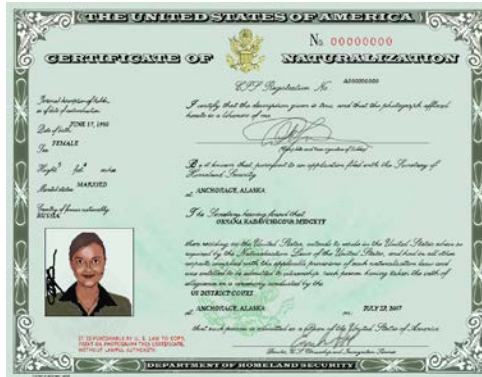 THE UNITED STATES OF AMERICA
No. 00000000
CERTIFICATE OF NATURALIZATION
CIS Registration No. A00000000
Personal description of holder
as of date of naturalization:
Date of birth: JUNE 17, 1980
Sex: FEMALE
Height: 5 feet inches
Marital status: MARRIED
Country of former nationality:
RUSSIA
I certify that the description given is true, and that the photograph affixed
hereto is a likeness of me.
(Complete and true signature of holder)
Be it known that, pursuant to an application filed with the Secretary of
Homeland Security
at: ANCHORAGE, ALASKA
The Secretary having found that
then residing in the United States, intends to reside in the United States when so
required by the Naturalization Laws of the United States, and had in all other
respects complied with the applicable provisions of such naturalization laws and
was entitled to be admitted to citizenship, such person having taken the oath of
allegiance in a ceremony conducted by the
US DISTRICT COURT
at: ANCHORAGE, ALASKA on: JULY 27, 2007
that such person is admitted as a citizen of the United States of America
IT IS PUNISHABLE BY U. S. LAW TO COPY,
PRINT OR PHOTOGRAPH THIS CERTIFICATE,
WITHOUT LAWFUL AUTHORITY.
Director, U.S. Citizenship and Immigration Services
DEPARTMENT OF HOMELAND SECURITY